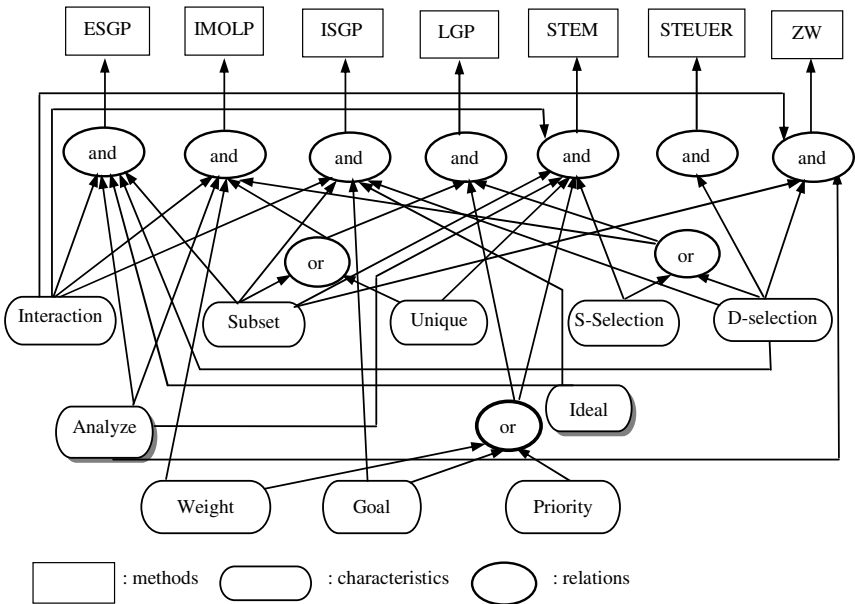 ESGP IMOLP ISGP LGP STEM STEUER ZW
and and and and and and and
or or
Interaction Subset Unique S-Selection D-selection
Analyze or Ideal
Weight Goal Priority
: methods : characteristics : relations